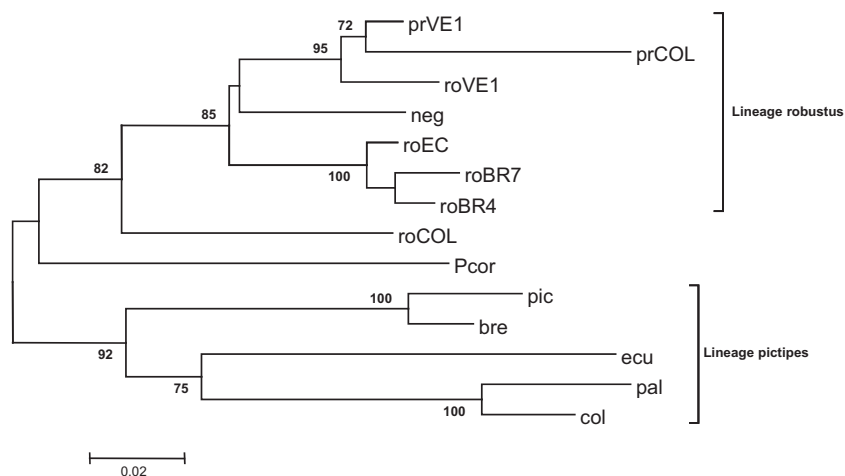 72
prVE1
95
prCOL
roVE1
85
neg
Lineage robustus
roEC
100
roBR7
82
roBR4
roCOL
Pcor
100
pic
bre
92
Lineage pictipes
ecu
75
pal
100
col
0.02